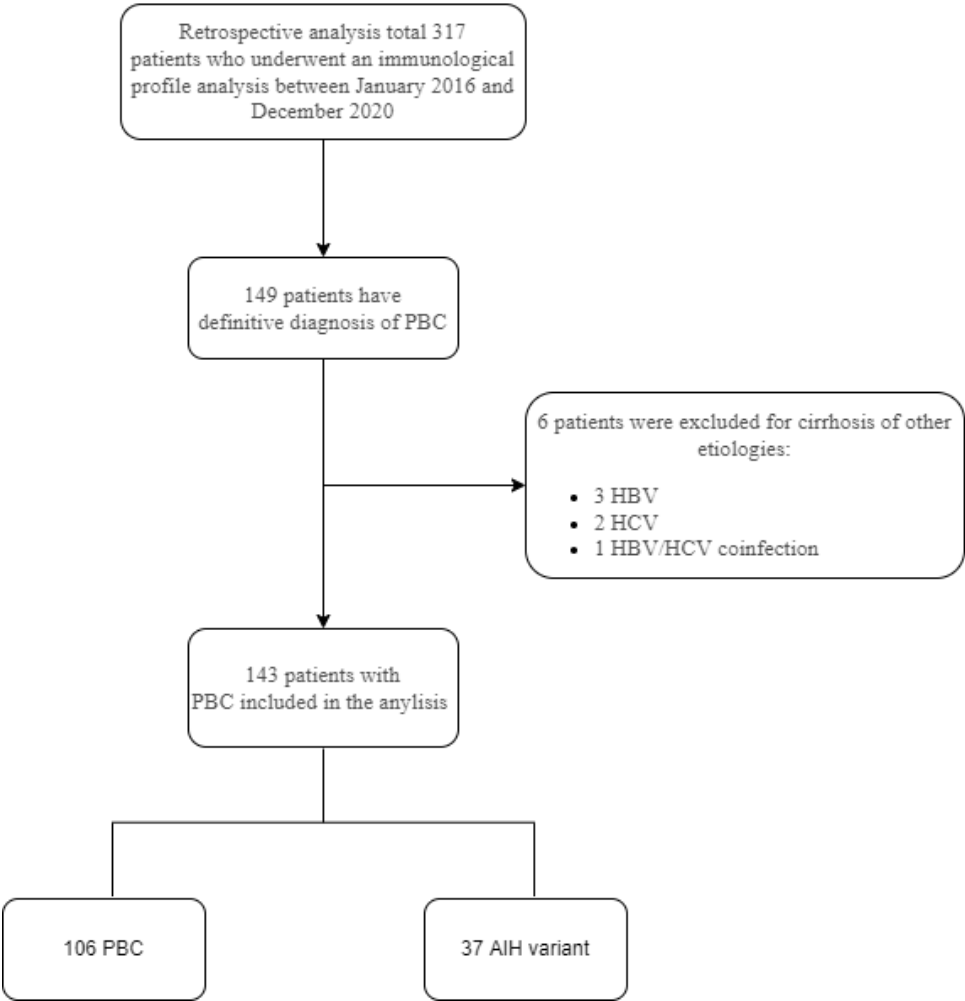 Retrospective analysis total 317
patients who underwent an immunological
profile analysis between January 2016 and
December 2020
149 patients have
definitive diagnosis of PBC
6 patients were excluded for cirrhosis of other
etiologies:
• 3 HBV
• 2 HCV
• 1 HBV/HCV coinfection
143 patients with
PBC included in the anylisis
106 PBC
37 AIH variant